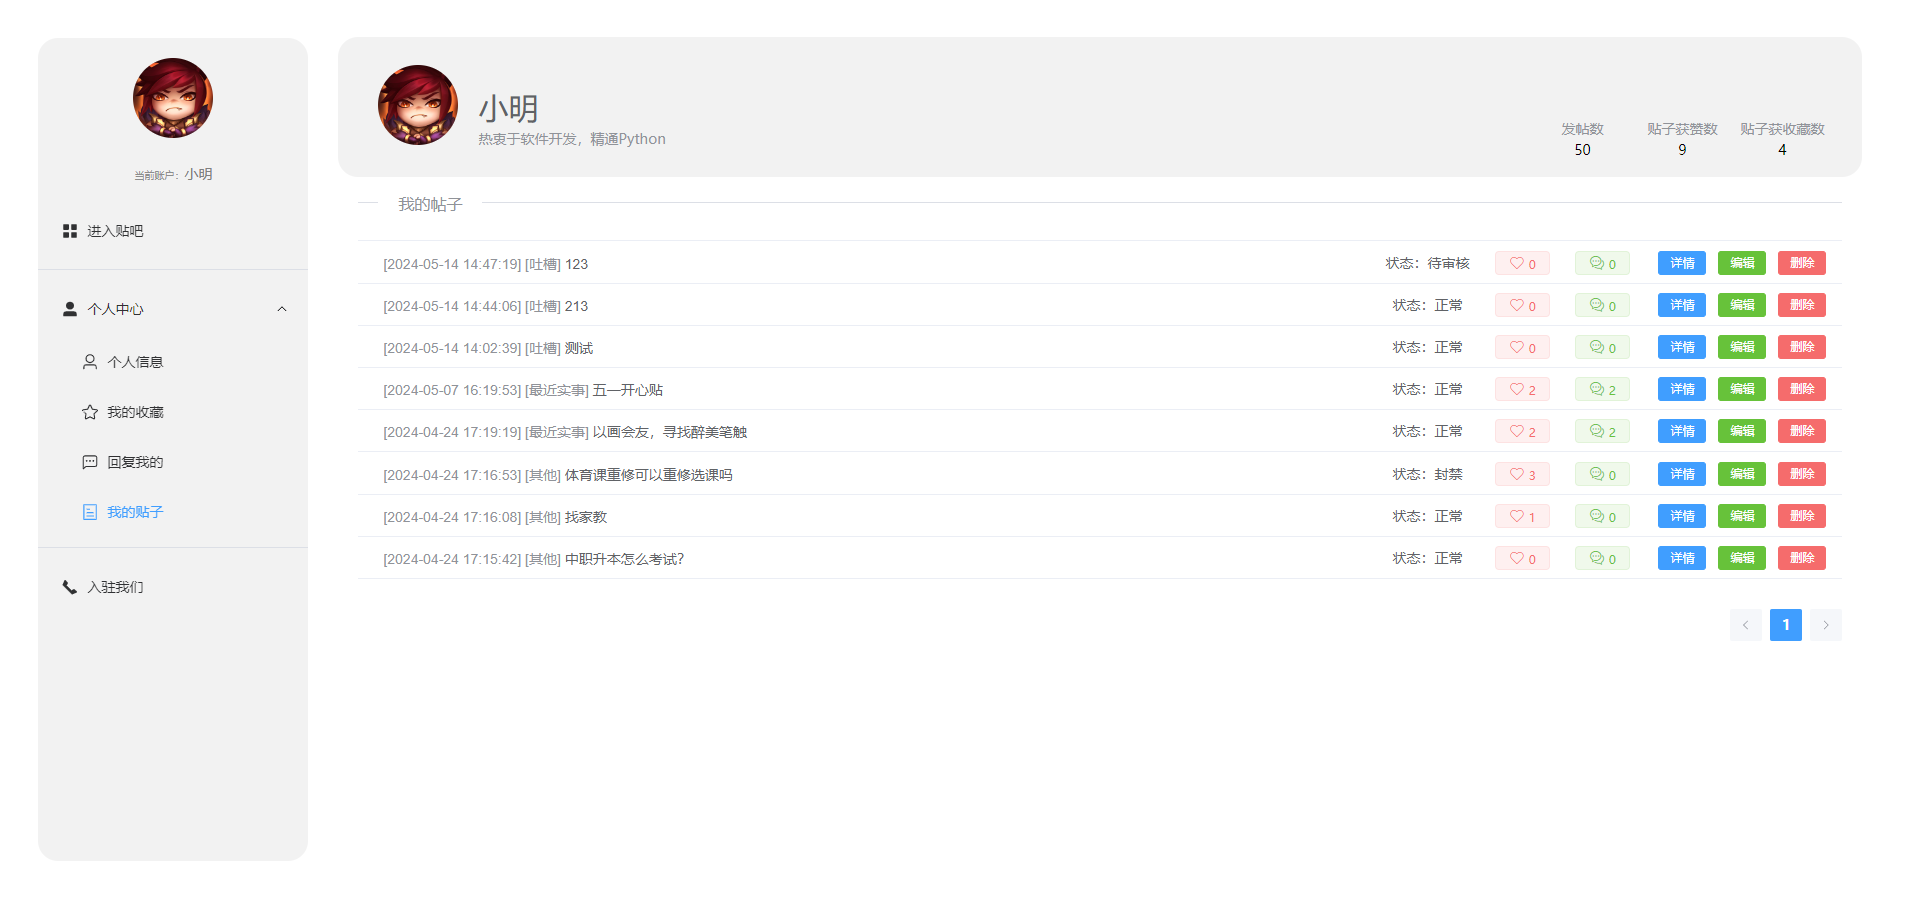 当前账户：小明
进入贴吧
个人中心
个人信息
我的收藏
回复我的
我的贴子
入驻我们
小明
热衷于软件开发，精通Python
发帖数 贴子获赞数 贴子获收藏数
50 9 4
我的帖子
[2024-05-14 14:47:19] [吐槽] 123 状态：待审核 0 0 详情 编辑 删除
[2024-05-14 14:44:06] [吐槽] 213 状态：正常 0 0 详情 编辑 删除
[2024-05-14 14:02:39] [吐槽] 测试 状态：正常 0 0 详情 编辑 删除
[2024-05-07 16:19:53] [最近实事] 五一开心贴 状态：正常 2 2 详情 编辑 删除
[2024-04-24 17:19:19] [最近实事] 以画会友，寻找醉美笔触 状态：正常 2 2 详情 编辑 删除
[2024-04-24 17:16:53] [其他] 体育课重修可以重修选课吗 状态：封禁 3 0 详情 编辑 删除
[2024-04-24 17:16:08] [其他] 找家教 状态：正常 1 0 详情 编辑 删除
[2024-04-24 17:15:42] [其他] 中职升本怎么考试? 状态：正常 0 0 详情 编辑 删除
1